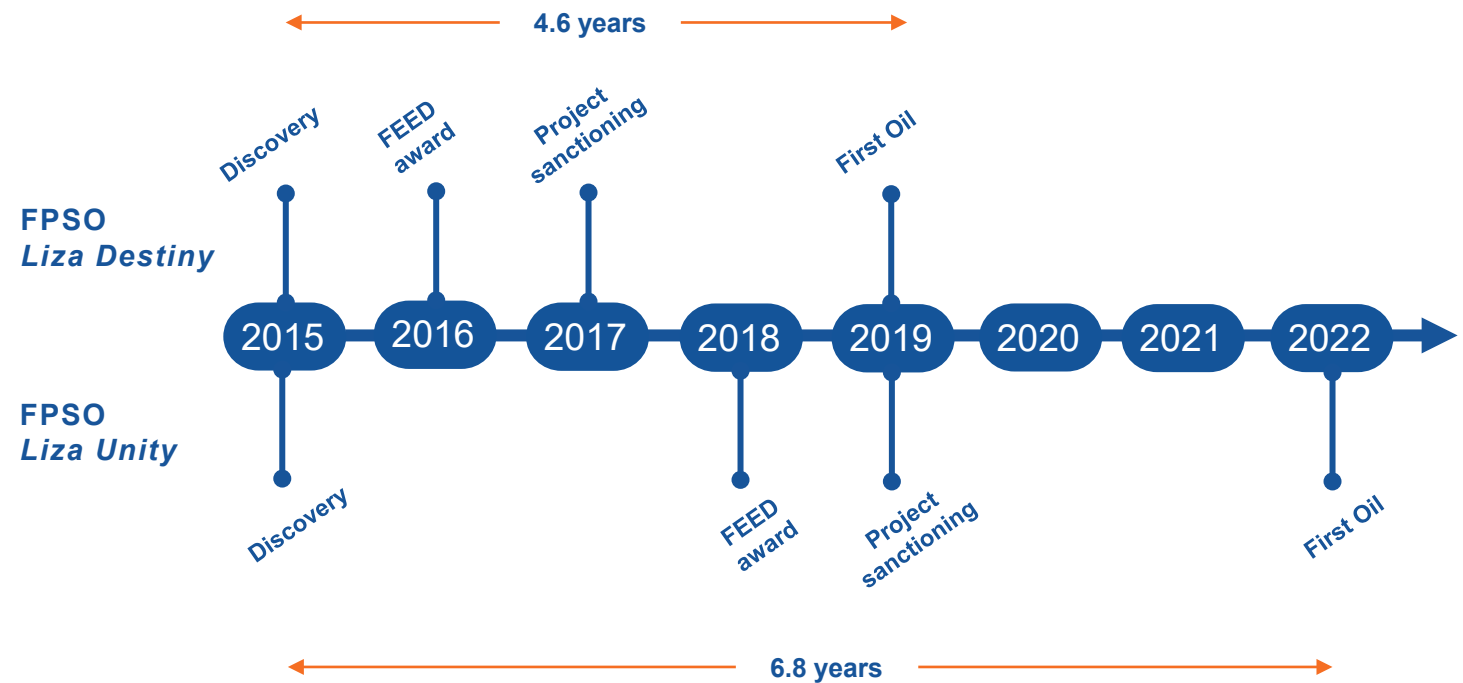 4.6 years
Discovery
FEED
award
Project
sanctioning
First Oil
FPSO
Liza Destiny
2015
2016
2017
2018
2019
2020
2021
2022
FPSO
Liza Unity
Discovery
FEED
award
Project
sanctioning
First Oil
6.8 years